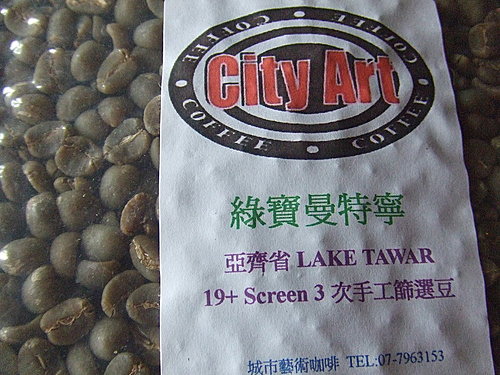 COFFEE COFFEE
City Art
COFFEE COFFEE
綠寶曼特寧
亞齊省 LAKE TAWAR
19+ Screen 3 次手工篩選豆
城市藝術咖啡 TEL:07-7963153